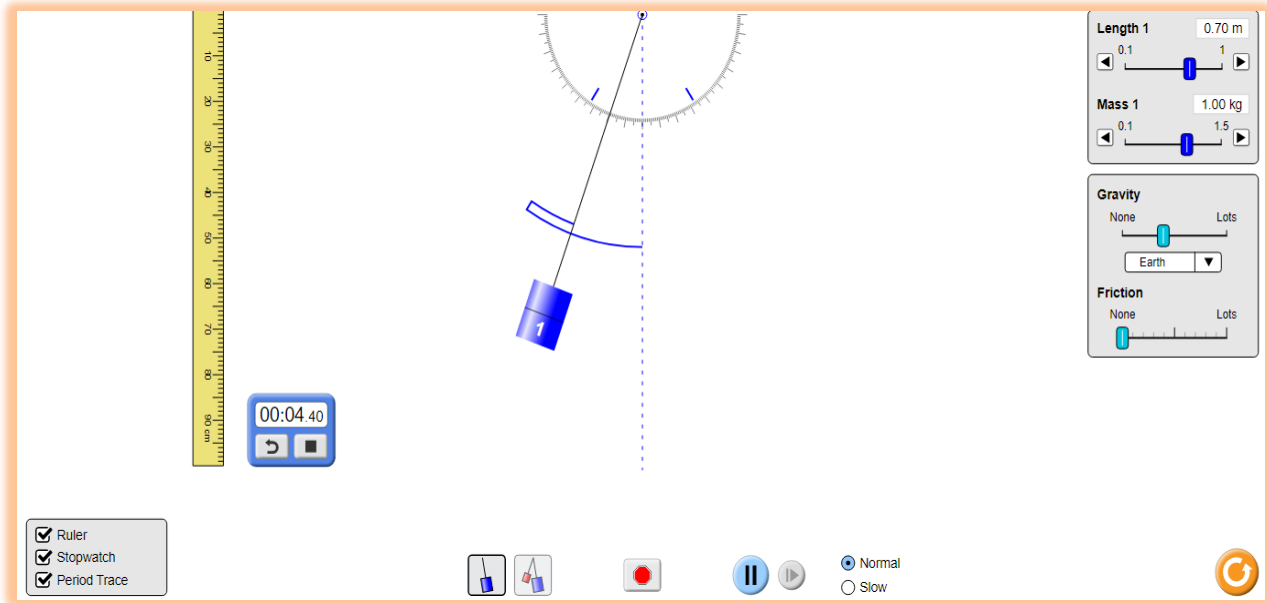 10
20
30
40
50
60
70
80
90 cm
1
00:04.40
Length 1 0.70 m
0.1 1
Mass 1 1.00 kg
0.1 1.5
Gravity
None Lots
Earth
Friction
None Lots
Ruler
Stopwatch
Period Trace
Normal
Slow